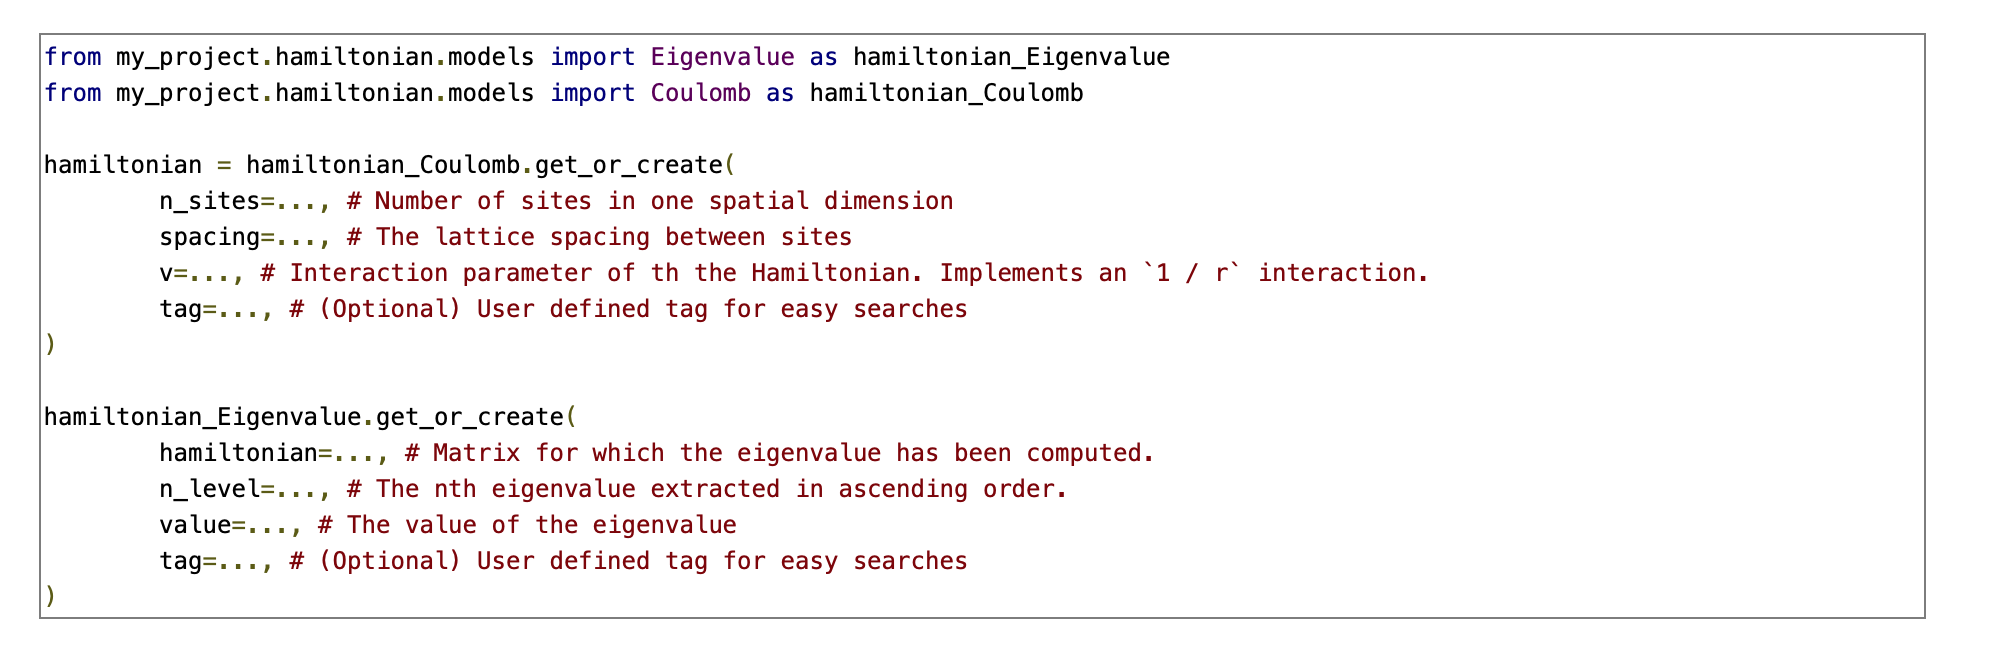 from my_project.hamiltonian.models import Eigenvalue as hamiltonian_Eigenvalue
from my_project.hamiltonian.models import Coulomb as hamiltonian_Coulomb

hamiltonian = hamiltonian_Coulomb.get_or_create(
        n_sites=..., # Number of sites in one spatial dimension
        spacing=..., # The lattice spacing between sites
        v=..., # Interaction parameter of th the Hamiltonian. Implements an `1 / r` interaction.
        tag=..., # (Optional) User defined tag for easy searches
)

hamiltonian_Eigenvalue.get_or_create(
        hamiltonian=..., # Matrix for which the eigenvalue has been computed.
        n_level=..., # The nth eigenvalue extracted in ascending order.
        value=..., # The value of the eigenvalue
        tag=..., # (Optional) User defined tag for easy searches
)